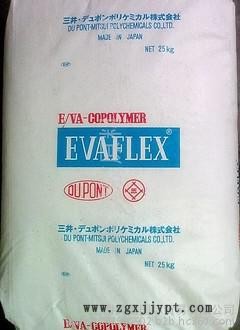 三井・デュポンポリケミカル株式会社
DU PONT-MITSUI POLYCHEMICALS CO.,LTD.
MADE IN JAPAN
NET 25kg
E/VA-COPOLYMER
EVAFLEX®
DU PONT
三井・デュポンポリケミカル株式会社
DU PONT-MITSUI POLYCHEMICALS CO.,LTD.
MADE IN JAPAN
NET 25kg
www.zgxjjypt.com
E/VA-COPOLYMER